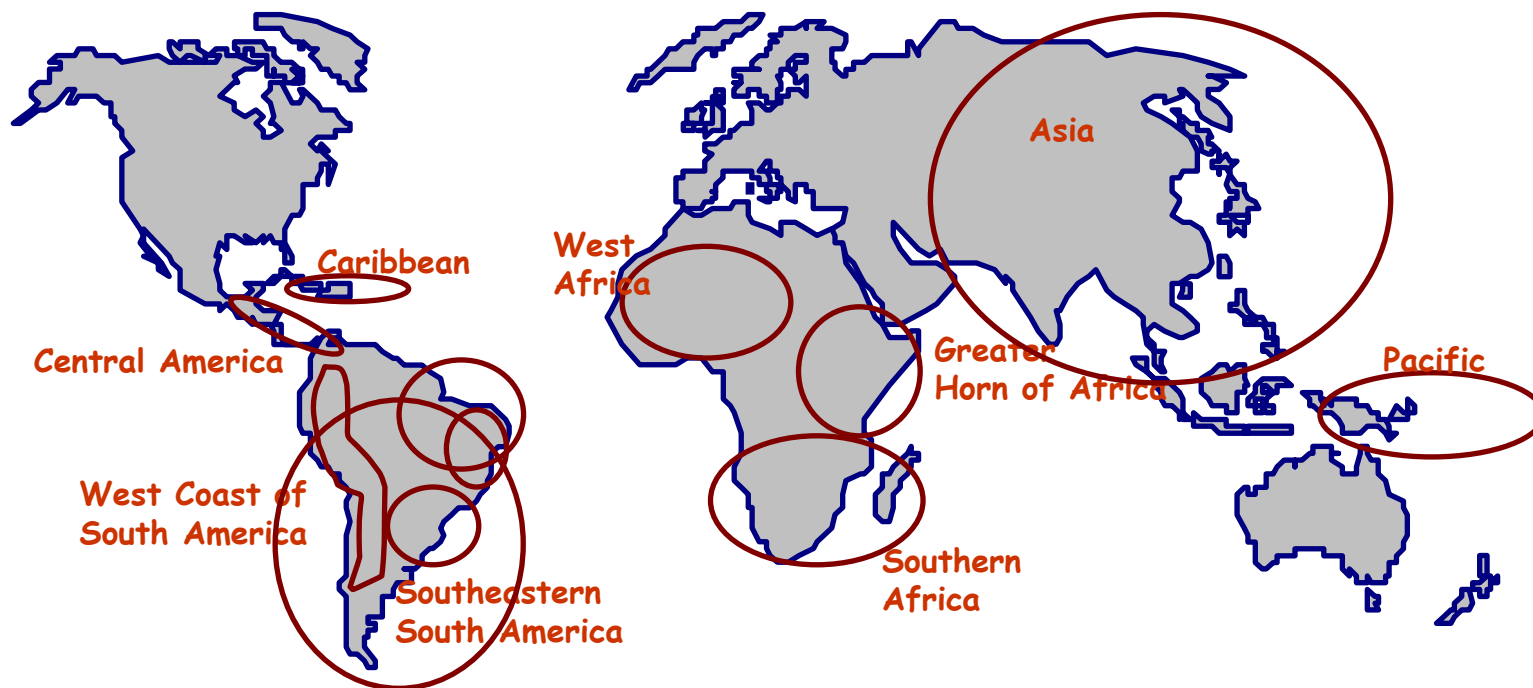 Asia
West
Africa
Caribbean
Central America
Greater
Horn of Africa
Pacific
West Coast of
South America
Southern
Africa
Southeastern
South America